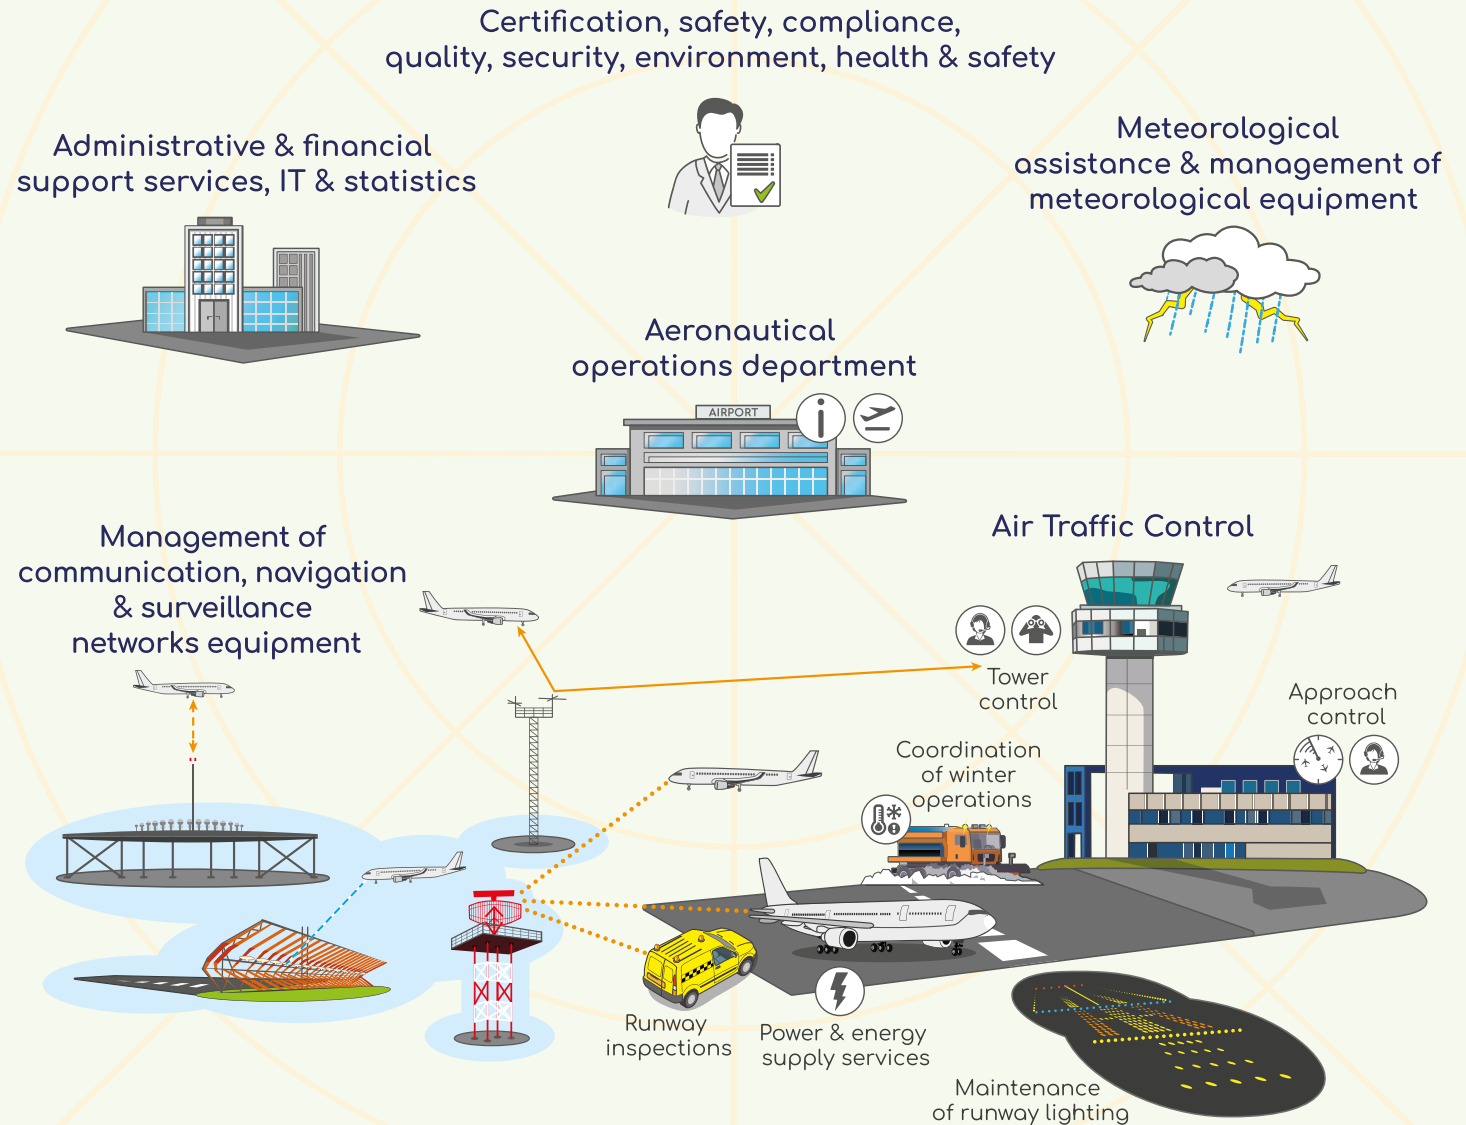 Certification, safety, compliance,
quality, security, environment, health & safety
Administrative & financial
support services, IT & statistics
Meteorological
assistance & management of
meteorological equipment
Aeronautical
operations department
AIRPORT
Management of
communication, navigation
& surveillance
networks equipment
Air Traffic Control
Tower
control
Approach
control
Coordination
of winter
operations
Runway
inspections
Power & energy
supply services
Maintenance
of runway lighting